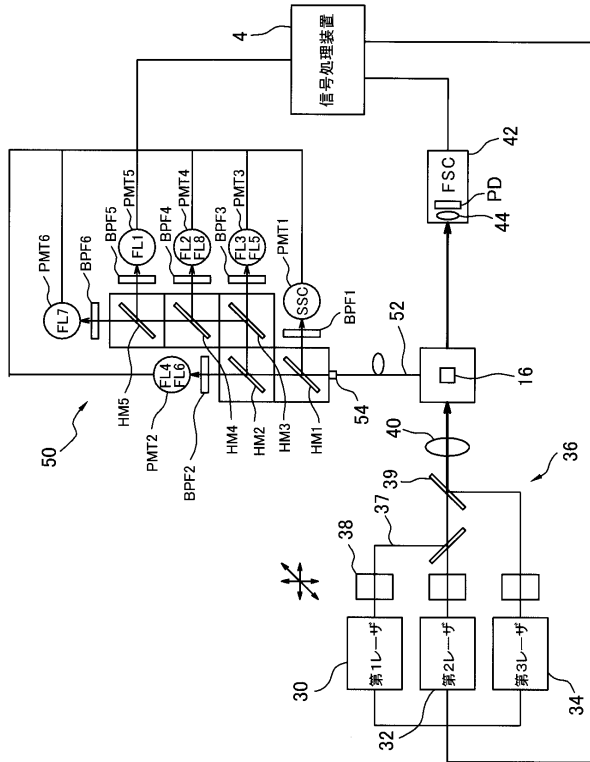 4
信号処理装置
PMT6
BPF6
FL7
BPF5
PMT5
FL1
BPF4
PMT4
FL2
FL8
BPF3
PMT3
FL3
FL5
PMT1
SSC
BPF1
FL4
FL6
50
PMT2
BPF2
HM5
HM4
HM2
HM3
HM1
54
52
42
FSC
PD
44
16
40
39
37
38
36
30
第1レーザ
32
第2レーザ
34
第3レーザ